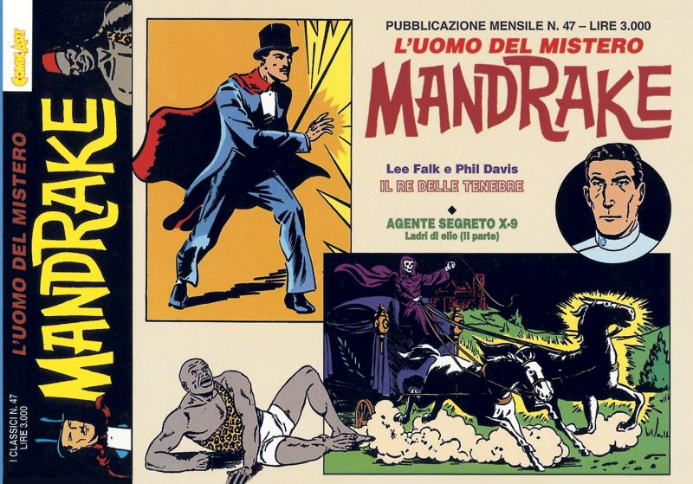 COMIC ART
L'UOMO DEL MISTERO
MANDRAKE
I CLASSICI N. 47
LIRE 3.000
PUBBLICAZIONE MENSILE N. 47 – LIRE 3.000
L'UOMO DEL MISTERO
MANDRAKE
Lee Falk e Phil Davis
IL RE DELLE TENEBRE
AGENTE SEGRETO X-9
Ladri di elio (II parte)